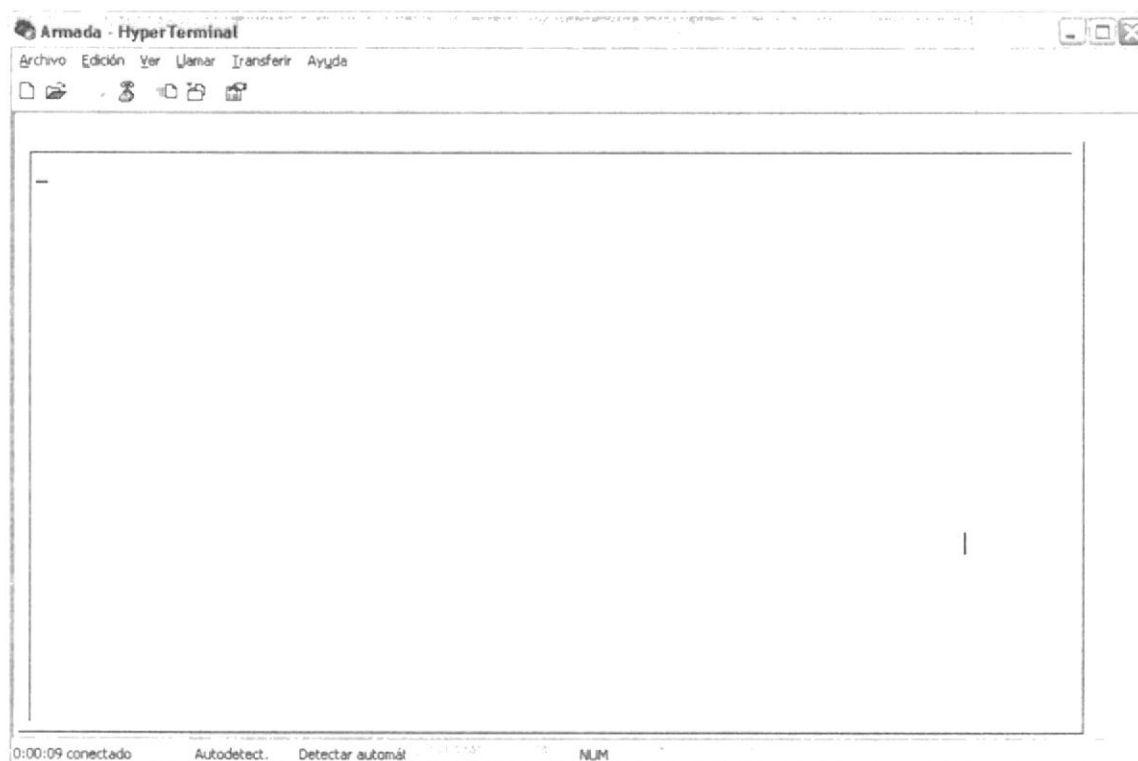 Armada - HyperTerminal
Archivo Edición Ver Llamar Transferir Ayuda
0:00:09 conectado Autodetect. Detectar automát NUM